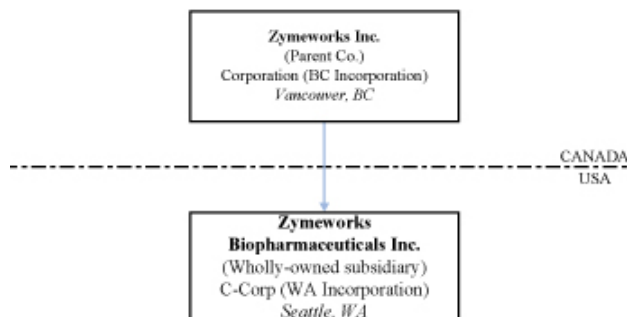 Zymeworks Inc.
(Parent Co.)
Corporation (BC Incorporation)
Vancouver, BC
CANADA
USA
Zymeworks
Biopharmaceuticals Inc.
(Wholly-owned subsidiary)
C-Corp (WA Incorporation)
Seattle, WA